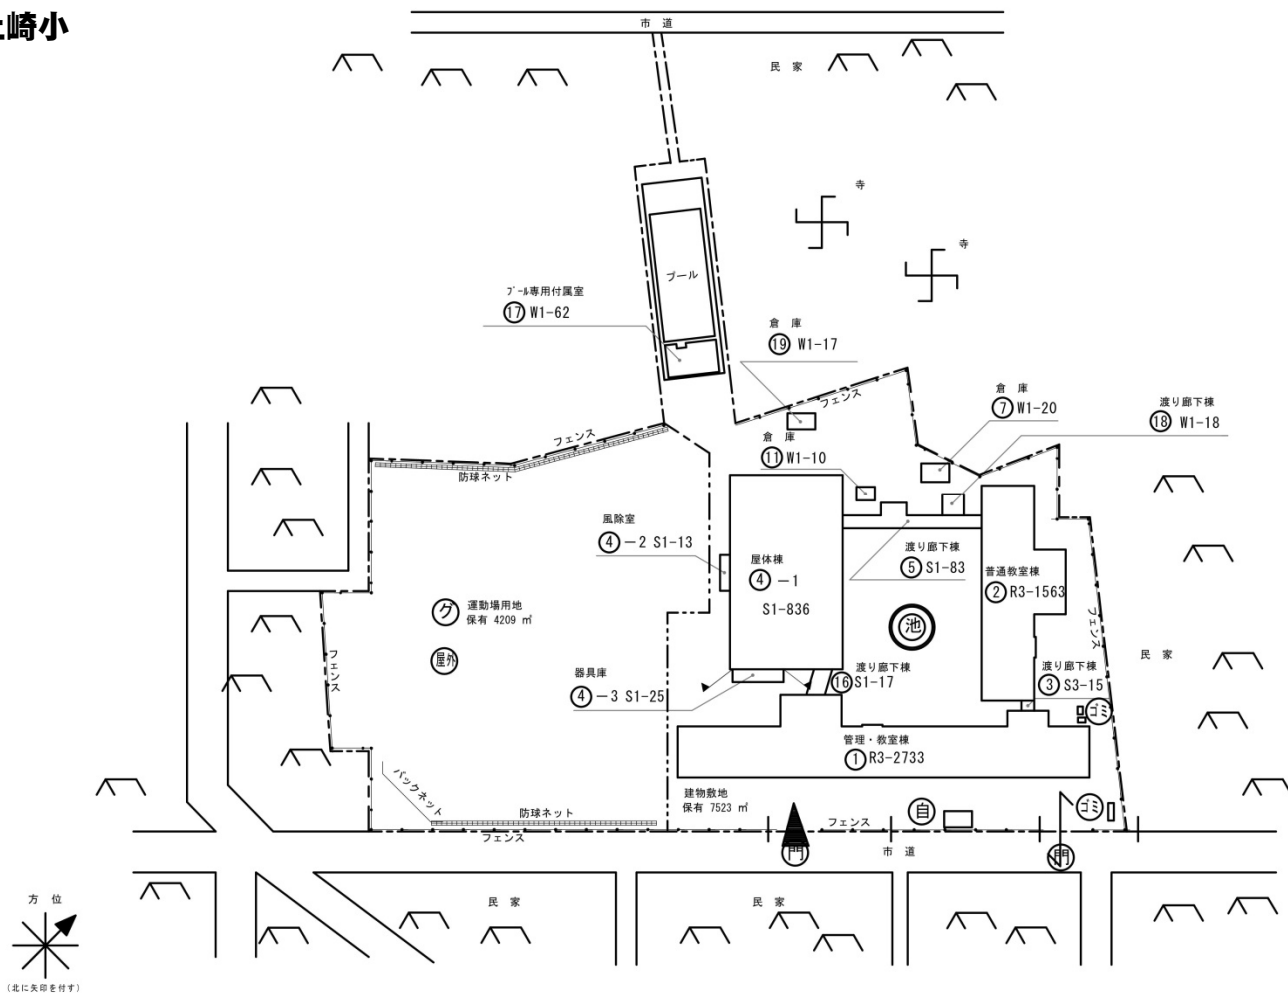 崎小
市 道
民 家
寺
寺
プール
プール専用付属室
⑰ W1-62
倉 庫
⑲ W1-17
フェンス
倉 庫
⑦ W1-20
渡り廊下棟
⑱ W1-18
倉 庫
⑪ W1-10
フェンス
防球ネット
風除室
④ー2 S1-13
屋体棟
④ー1
S1-836
渡り廊下棟
⑤ S1-83
普通教室棟
② R3-1563
グ 運動場用地
保有 4209 ㎡
屋外
池
フェンス
フェンス
民 家
器具庫
④ー3 S1-25
渡り廊下棟
⑯ S1-17
渡り廊下棟
③ S3-15
ゴミ
管理・教室棟
① R3-2733
バックネット
防球ネット
フェンス
建物敷地
保有 7523 ㎡
門
フェンス
自
ゴミ
門
市 道
民 家
民 家
方 位
(北に矢印を付す)